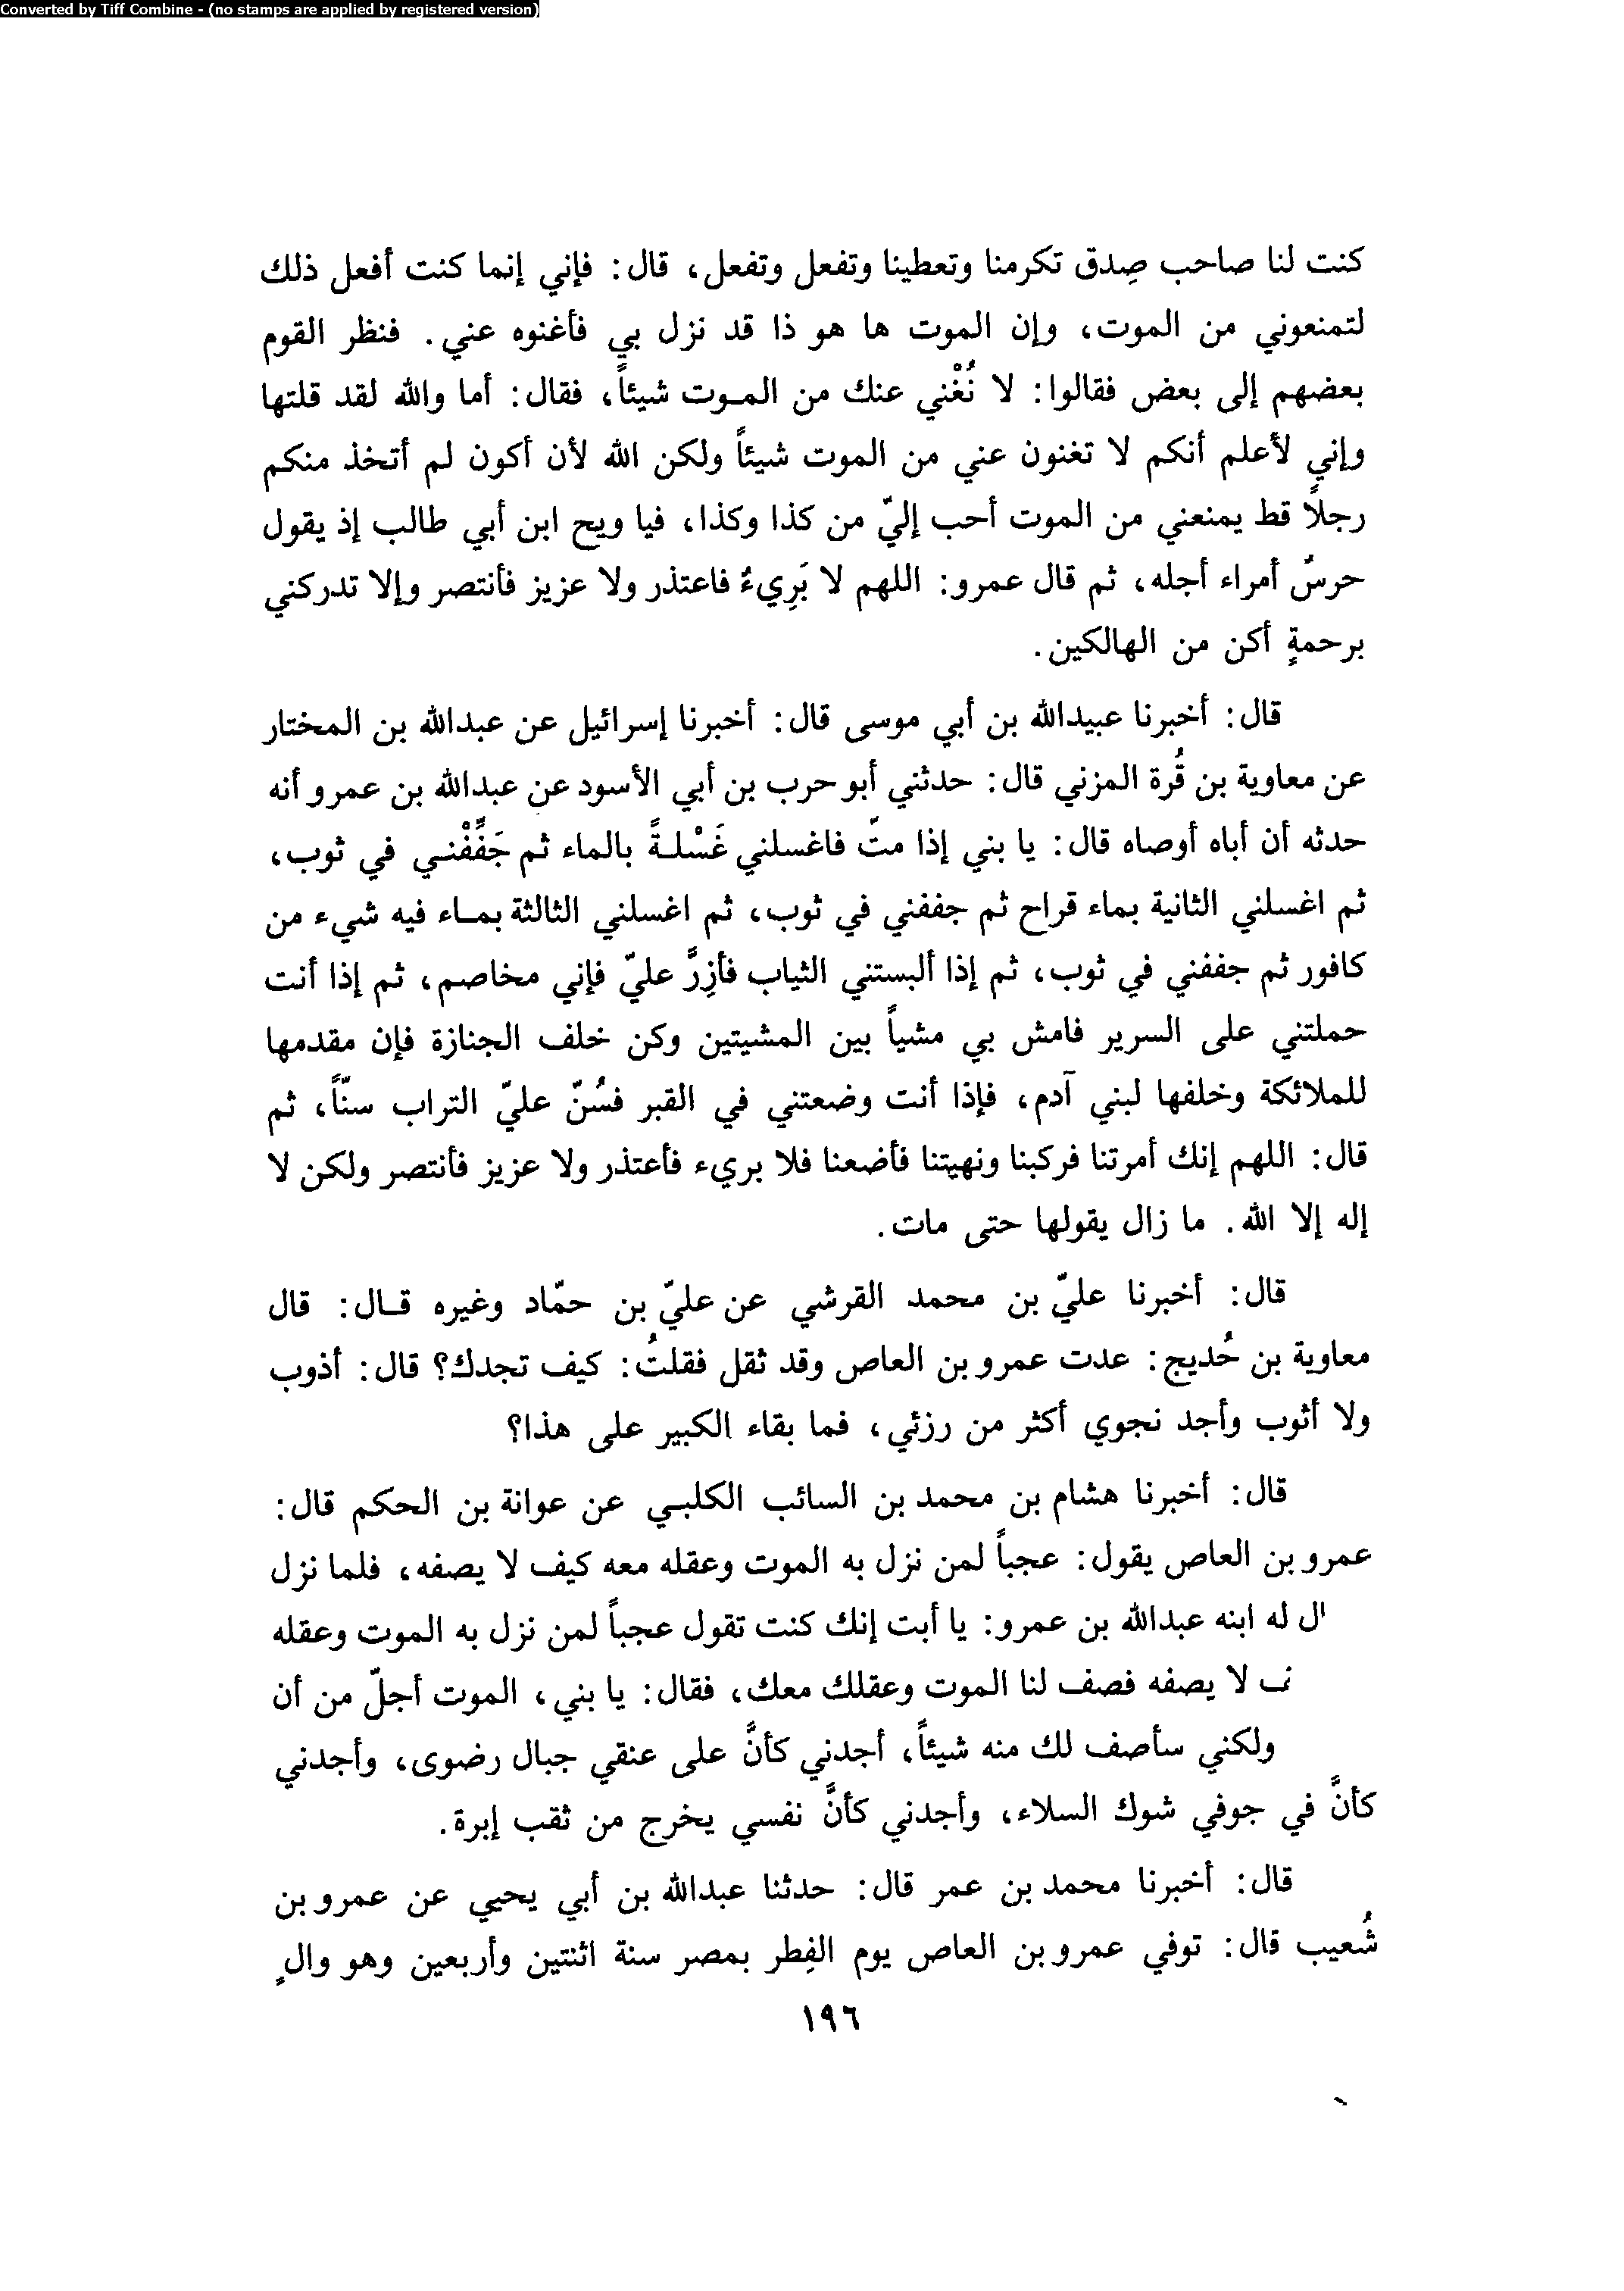 Converted by Tiff Combine - (no stamps are applied by registered version)
كنت لنا صاحب صِدق تكرمنا وتعطينا وتفعل وتفعل، قال: فإني إنما كنت أفعل ذلك
لتمنعوني من الموت، وإن الموت ها هو ذا قد نزل بي فأغنوه عني. فنظر القوم
بعضهم إلى بعض فقالوا: لا نُغْني عنك من المـوت شيئاً، فقال: أما والله لقد قلتها
وإني لأعلم أنكم لا تغنون عني من الموت شيئاً ولكن الله لأن أكون لم أتخذ منكم
رجلاً قط يمنعني من الموت أحب إليّ من كذا وكذا، فيا ويح ابن أبي طالب إذ يقول
حرسُ أمراء أجله، ثم قال عمرو: اللهم لا بَرِيءٌ فاعتذر ولا عزيز فأنتصر وإلا تدركني
برحمةٍ أكن من الهالكين.
قال: أخبرنا عبيدالله بن أبي موسى قال: أخبرنا إسرائيل عن عبدالله بن المختار
عن معاوية بن قُرة المزني قال: حدثني أبو حرب بن أبي الأسود عن عبدالله بن عمرو أنه
حدثه أن أباه أوصاه قال: يا بني إذا متّ فاغسلني غَسْلـةً بالماء ثم جَفِّفْنـي في ثوب،
ثم اغسلني الثانية بماء قراح ثم جففني في ثوب، ثم اغسلني الثالثة بمـاء فيه شيء من
كافور ثم جففني في ثوب، ثم إذا ألبستني الثياب فأزِرَّ عليّ فإني مخاصم، ثم إذا أنت
حملتني على السرير فامش بي مشياً بين المشيتين وكن خلف الجنازة فإن مقدمها
للملائكة وخلفها لبني آدم، فإذا أنت وضعتني في القبر فسُنّ عليّ التراب سنّاً، ثم
قال: اللهم إنك أمرتنا فركبنا ونهيتنا فأضعنا فلا بريء فأعتذر ولا عزيز فأنتصر ولكن لا
إله إلا الله. ما زال يقولها حتى مات.
قال: أخبرنا عليّ بن محمد القرشي عن عليّ بن حمّاد وغيره قـال: قال
معاوية بن حُديج: عدت عمرو بن العاص وقد ثقل فقلتُ: كيف تجدك؟ قال: أذوب
ولا أثوب وأجد نجوي أكثر من رزئي، فما بقاء الكبير على هذا؟
قال: أخبرنا هشام بن محمد بن السائب الكلبـي عن عوانة بن الحكم قال:
عمرو بن العاص يقول: عجباً لمن نزل به الموت وعقله معه كيف لا يصفه، فلما نزل
ال له ابنه عبدالله بن عمرو: يا أبت إنك كنت تقول عجباً لمن نزل به الموت وعقله
لا يصفه فصف لنا الموت وعقلك معك، فقال: يا بني، الموت أجلّ من أن
ولكني سأصف لك منه شيئاً، أجدني كأنَّ على عنقي جبال رضوى، وأجدني
كأنَّ في جوفي شوك السلاء، وأجدني كأنَّ نفسي يخرج من ثقب إبرة.
قال: أخبرنا محمد بن عمر قال: حدثنا عبدالله بن أبي يحيي عن عمرو بن
شُعيب قال: توفي عمرو بن العاص يوم الفِطر بمصر سنة اثنتين وأربعين وهو والٍ
١٩٦